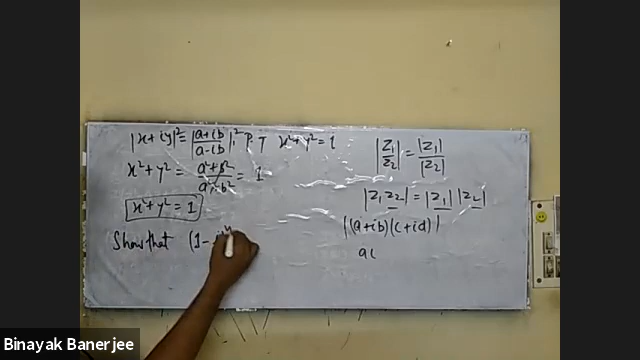 |x+iy|² = |a+ib/a-ib|², P.T x²+y²=1
x²+y² = a²+b²/a²+b² = 1
x²+y² = 1
Show that (1-
|z₁/z₂| = |z₁|/|z₂|
|z₁z₂| = |z₁| |z₂|
|(a+ib)(c+id)|
ac
Binayak Banerjee